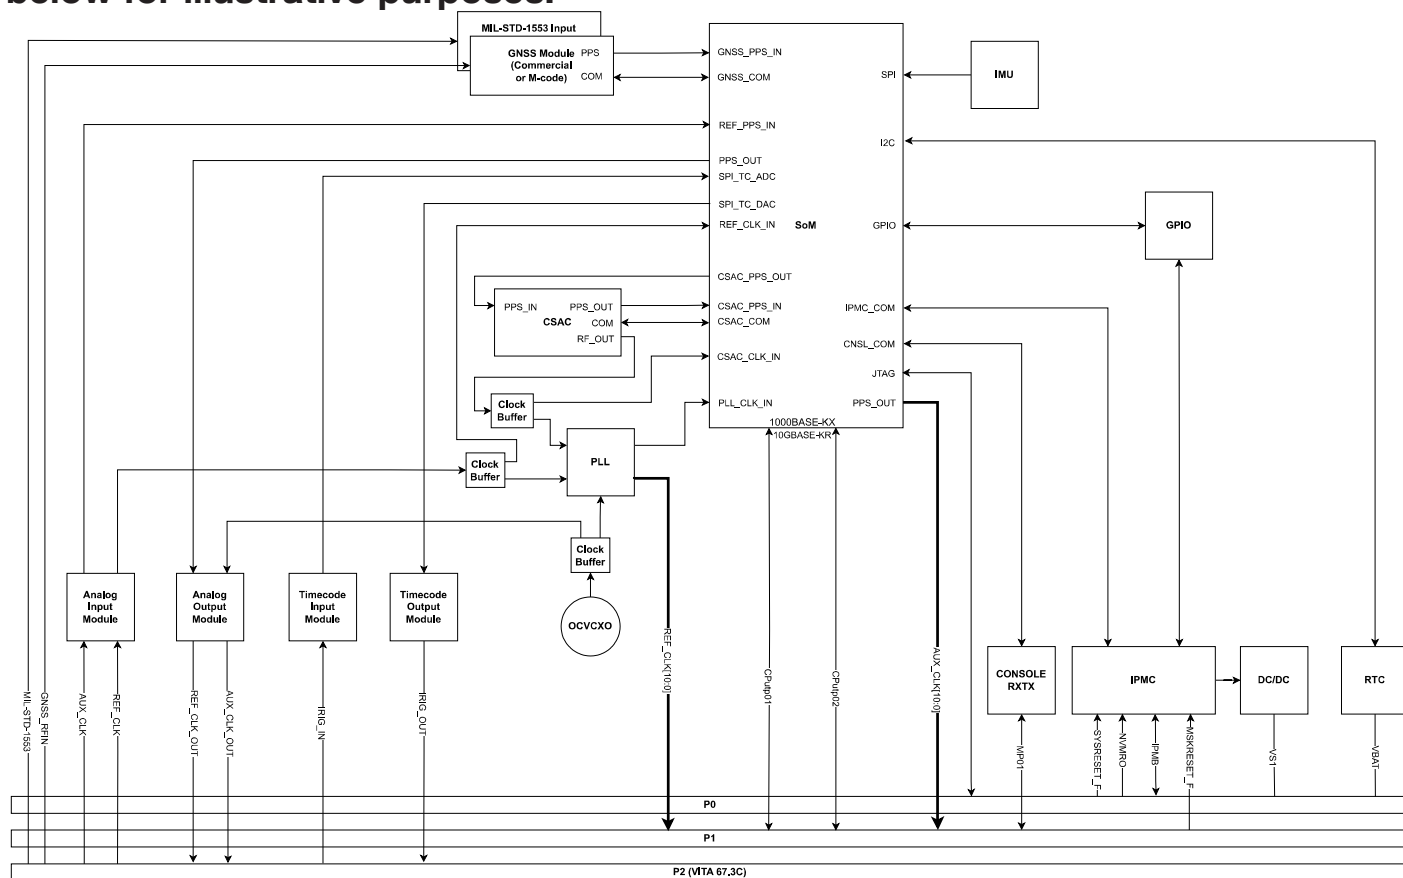 below for illustrative purposes.
MIL-STD-1553 Input
GNSS Module
(Commercial
or M-code)
PPS
COM
GNSS_PPS_IN
GNSS_COM
SPI
IMU
REF_PPS_IN
I2C
PPS_OUT
SPI_TC_ADC
SPI_TC_DAC
REF_CLK_IN
SoM
GPIO
GPIO
CSAC_PPS_OUT
PPS_IN
PPS_OUT
CSAC
COM
RF_OUT
CSAC_PPS_IN
CSAC_COM
IPMC_COM
CNSL_COM
CSAC_CLK_IN
JTAG
Clock
Buffer
PLL_CLK_IN
PPS_OUT
1000BASE-KX
10GBASE-KR
Clock
Buffer
PLL
Clock
Buffer
Analog
Input
Module
Analog
Output
Module
Timecode
Input
Module
Timecode
Output
Module
OCVCXO
CONSOLE
RXTX
IPMC
DC/DC
RTC
MIL-STD-1553
GNSS_RFIN
AUX_CLK
REF_CLK
REF_CLK_OUT
AUX_CLK_OUT
IRIG_IN
IRIG_OUT
REF_CLK[10:0]
CPutp01
CPutp02
AUX_CLK[10:0]
MP01
SYSRESET_F
NVMRO
IPMB
MSKRESET_F
VS1
VBAT
P0
P1
P2 (VITA 67.3C)